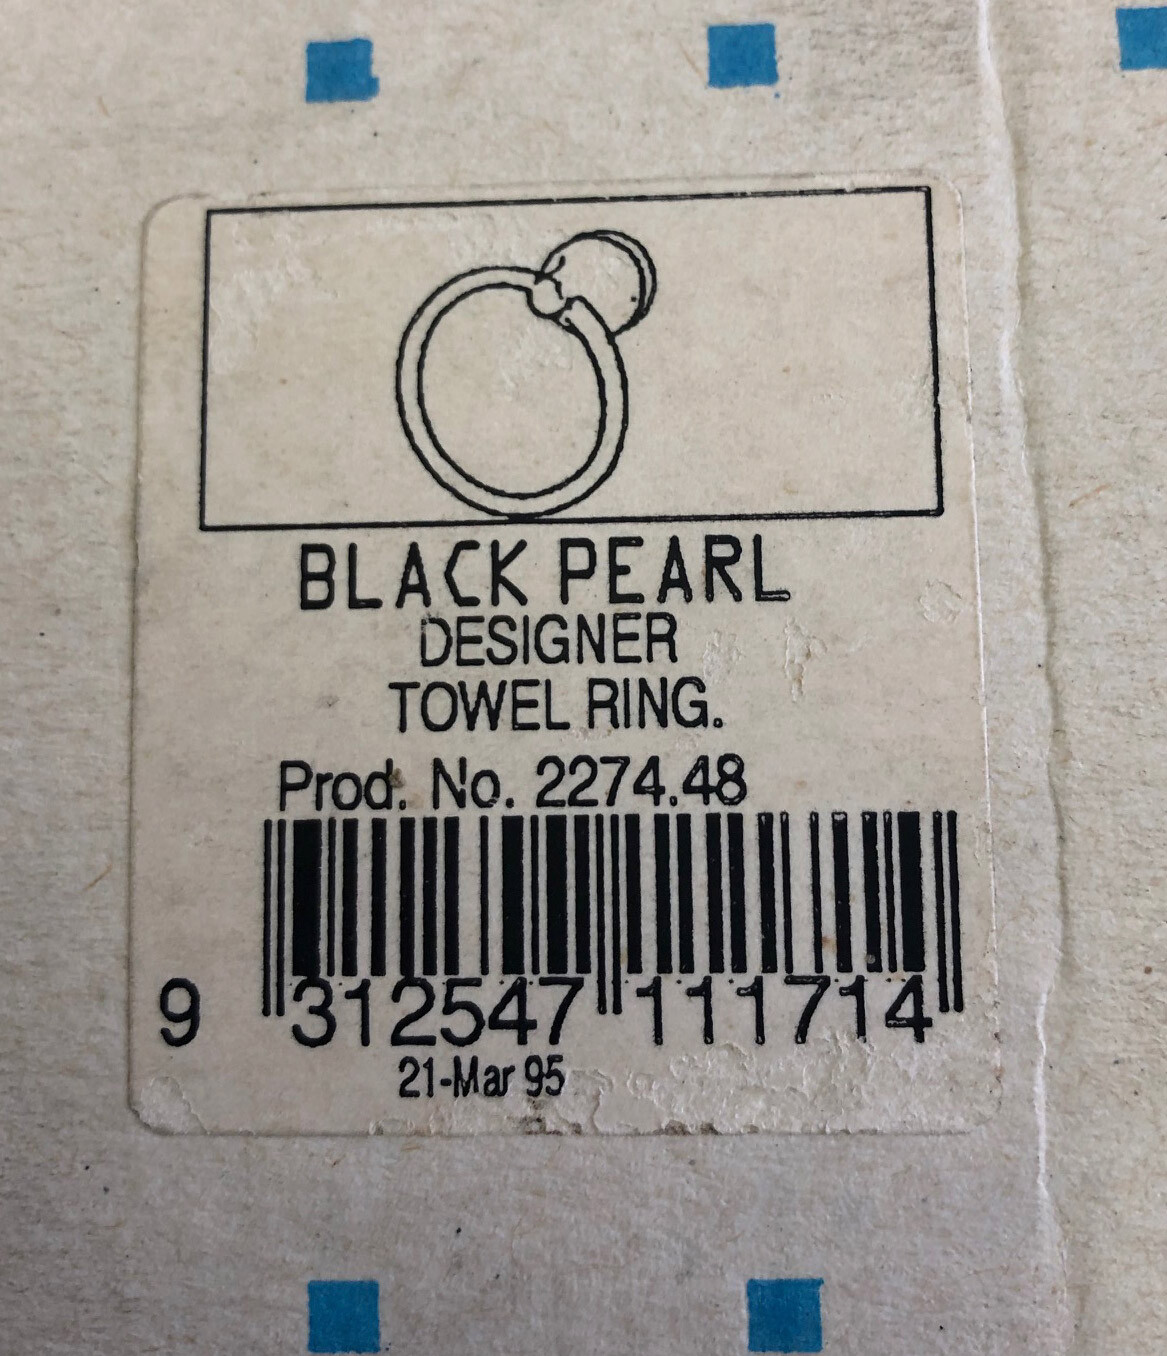 BLACK PEARL
DESIGNER
TOWEL RING.
Prod. No. 2274.48
9 312547 111714
21-Mar 95